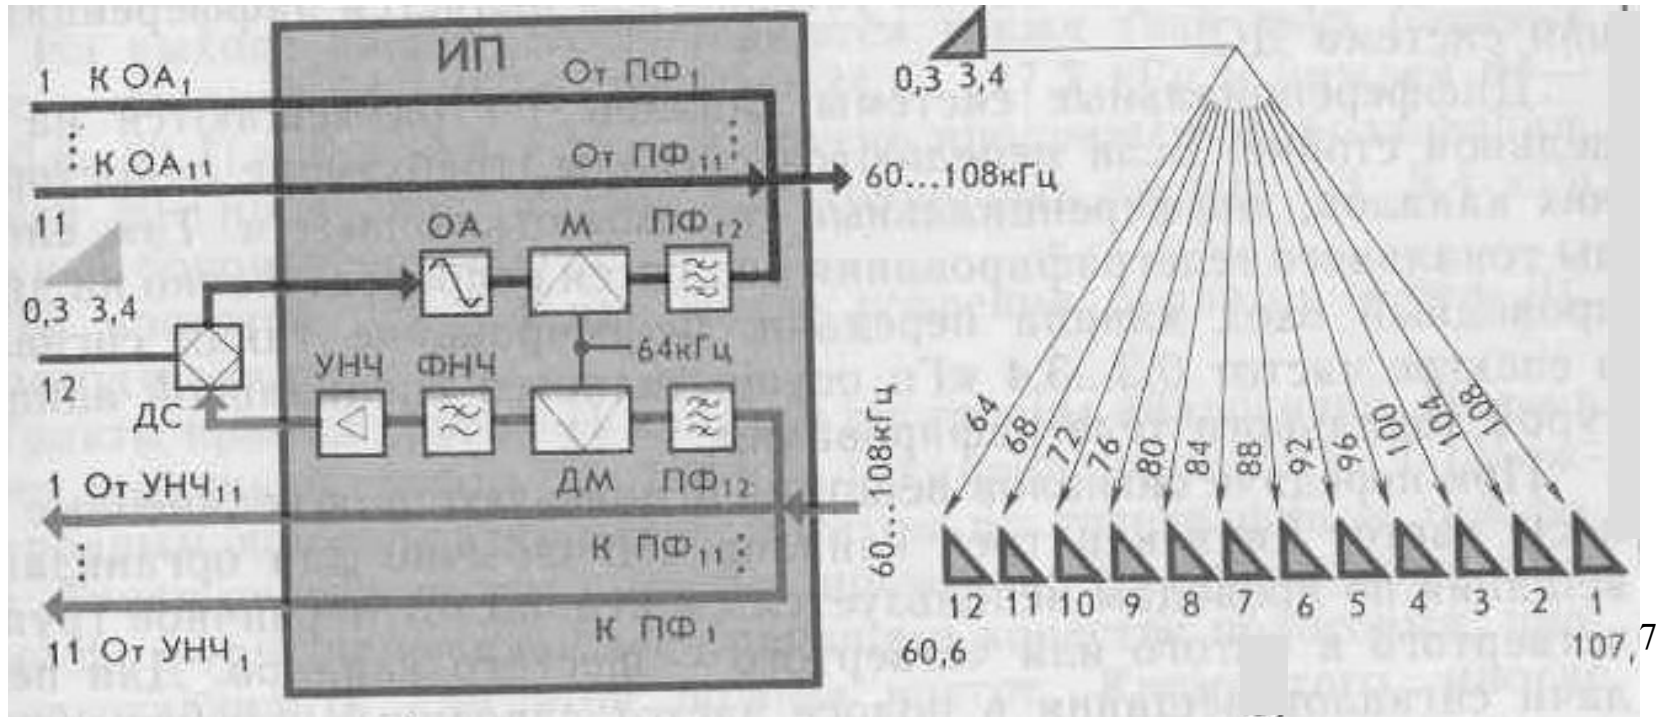 ИП
1 К ОА1
От ПФ1
К ОА11
От ПФ11
11
60...108кГц
0,3 3,4
ОА
М
ПФ12
0,3 3,4
12
ДС
64кГц
УНЧ
ФНЧ
ДМ
ПФ12
1 От УНЧ11
К ПФ11
11 От УНЧ1
К ПФ1
60...108кГц
64
68
72
76
80
84
88
92
96
100
104
108
12 11 10 9 8 7 6 5 4 3 2 1
60,6
107,7